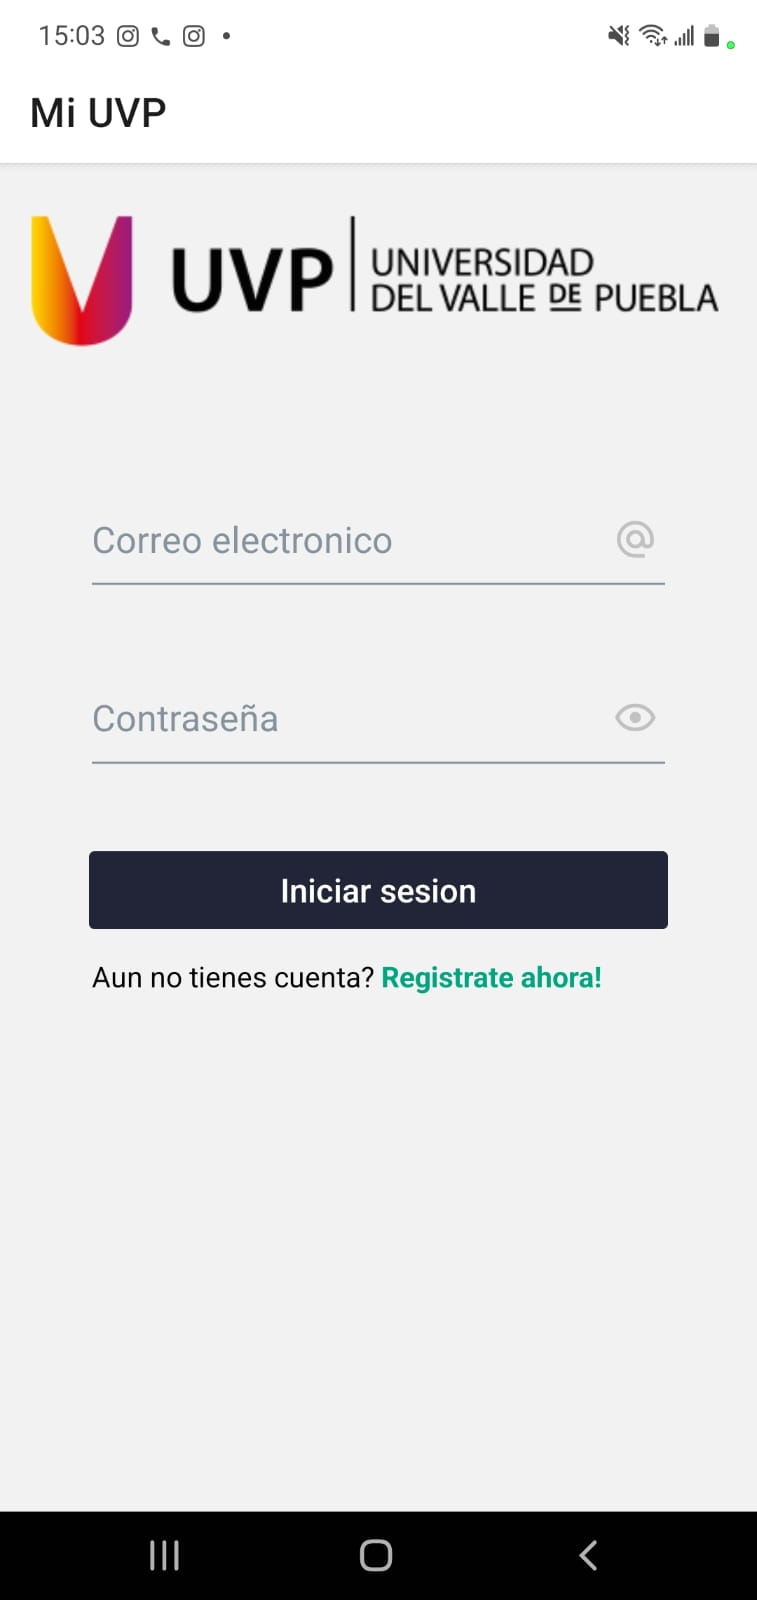 15:03
Mi UVP
UVP
UNIVERSIDAD
DEL VALLE DE PUEBLA
Correo electronico
Contraseña
Iniciar sesion
Aun no tienes cuenta? Registrate ahora!